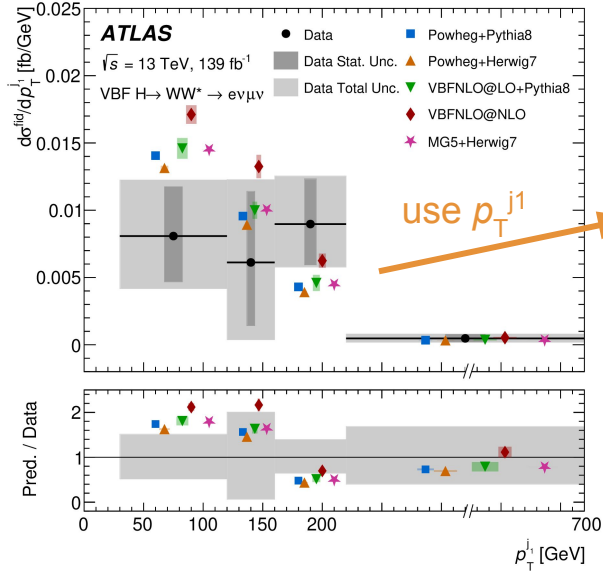 ATLAS
√s = 13 TeV, 139 fb⁻¹
VBF H→ WW* → eνμν
Data
Data Stat. Unc.
Data Total Unc.
Powheg+Pythia8
Powheg+Herwig7
VBFNLO@LO+Pythia8
VBFNLO@NLO
MG5+Herwig7
use p_T^j1
dσ^fid/dp_T^j₁ [fb/GeV]
0.025
0.02
0.015
0.01
0.005
0
Pred. / Data
2
1
0
0 50 100 150 200 700
p_T^j₁ [GeV]